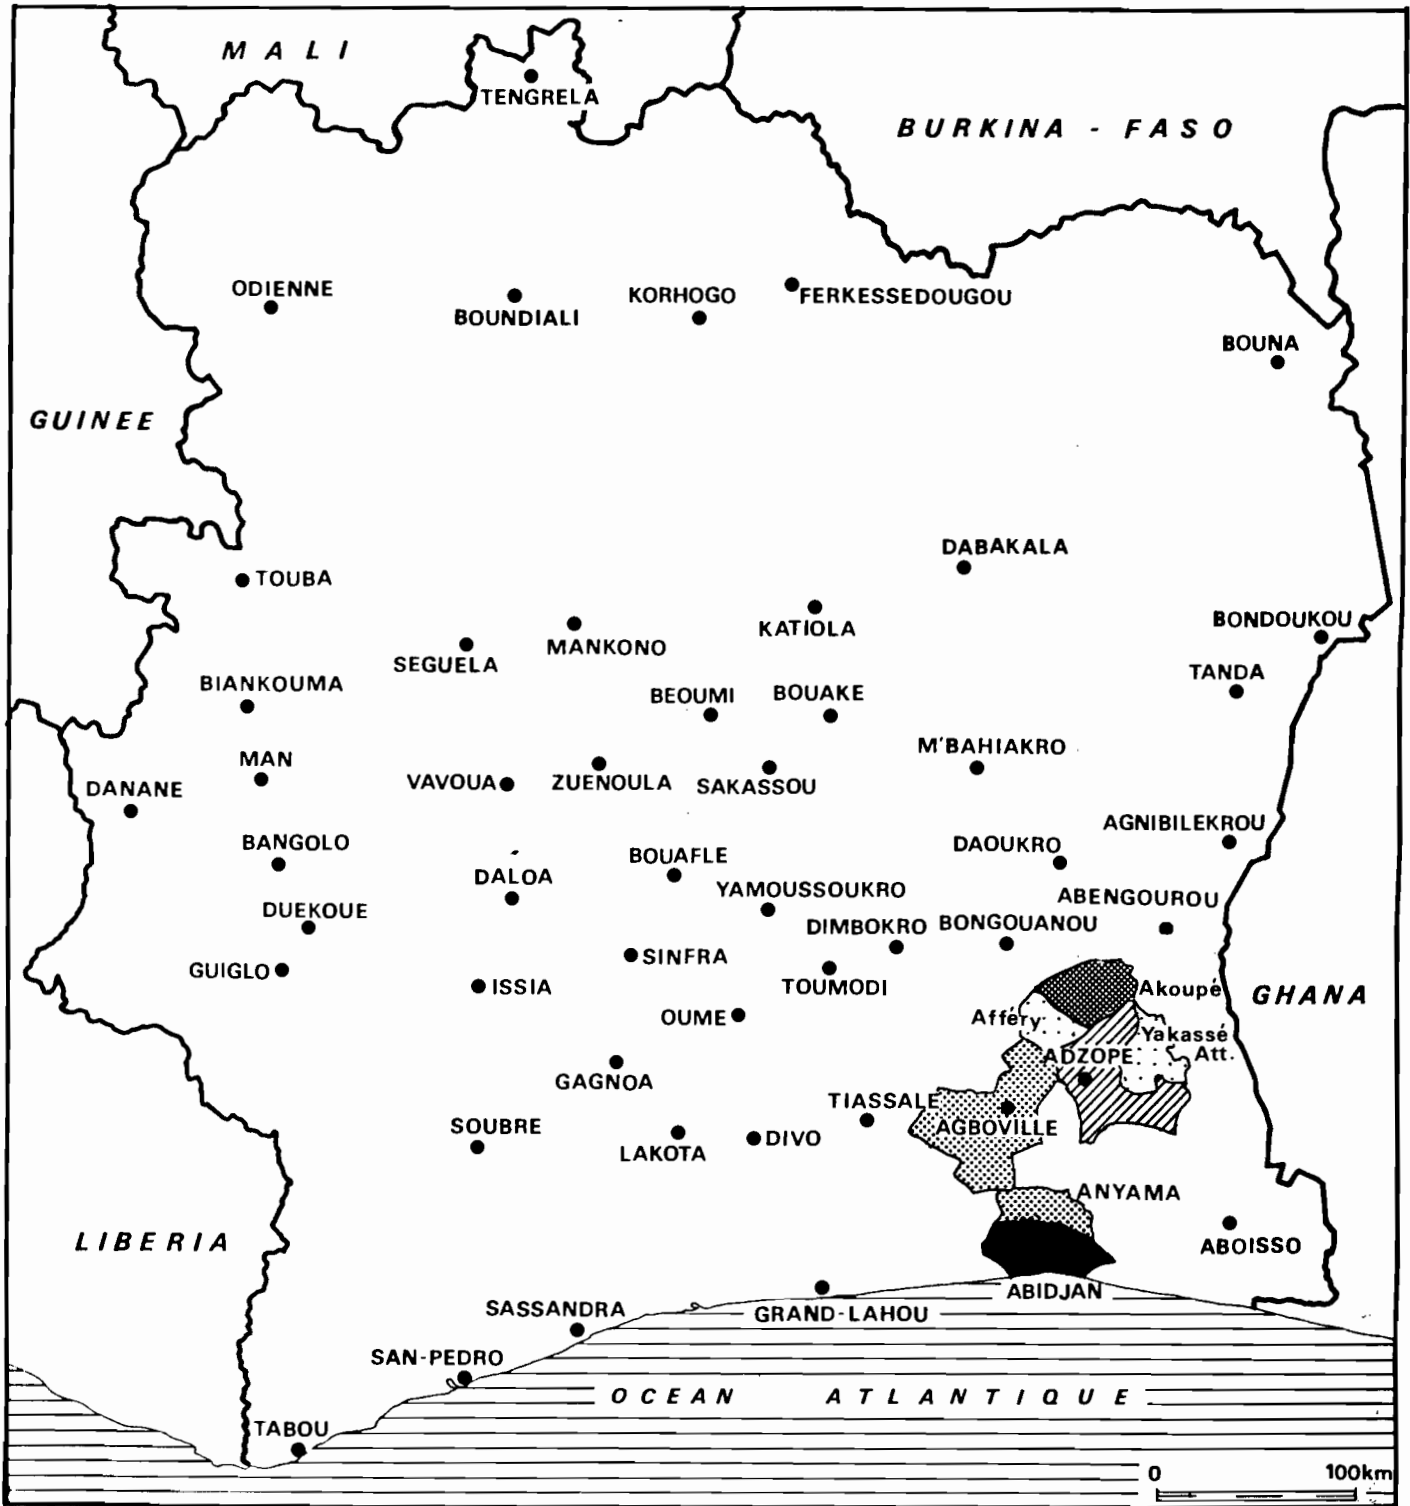 MALI
TENGRELA
BURKINA - FASO
ODIENNE
BOUNDIALI
KORHOGO
FERKESSEDOUGOU
BOUNA
GUINEE
DABAKALA
TOUBA
KATIOLA
BONDOUKOU
MANKONO
SEGUELA
TANDA
BIANKOUMA
BEOUMI
BOUAKE
M'BAHIAKRO
MAN
DANANE
VAVOUA
ZUENOULA
SAKASSOU
AGNIBILEKROU
BANGOLO
DAOUKRO
BOUAFLE
DALOA
YAMOUSSOUKRO
ABENGOUROU
DUEKOUE
DIMBOKRO
BONGOUANOU
SINFRA
GUIGLO
ISSIA
TOUMODI
Akoupé
GHANA
OUME
Afféry
Yakassé
Att.
ADZOPE
GAGNOA
TIASSALE
SOUBRE
AGBOVILLE
LAKOTA
DIVO
ANYAMA
LIBERIA
ABOISSO
ABIDJAN
SASSANDRA
GRAND-LAHOU
SAN-PEDRO
OCEAN ATLANTIQUE
TABOU
0 100km